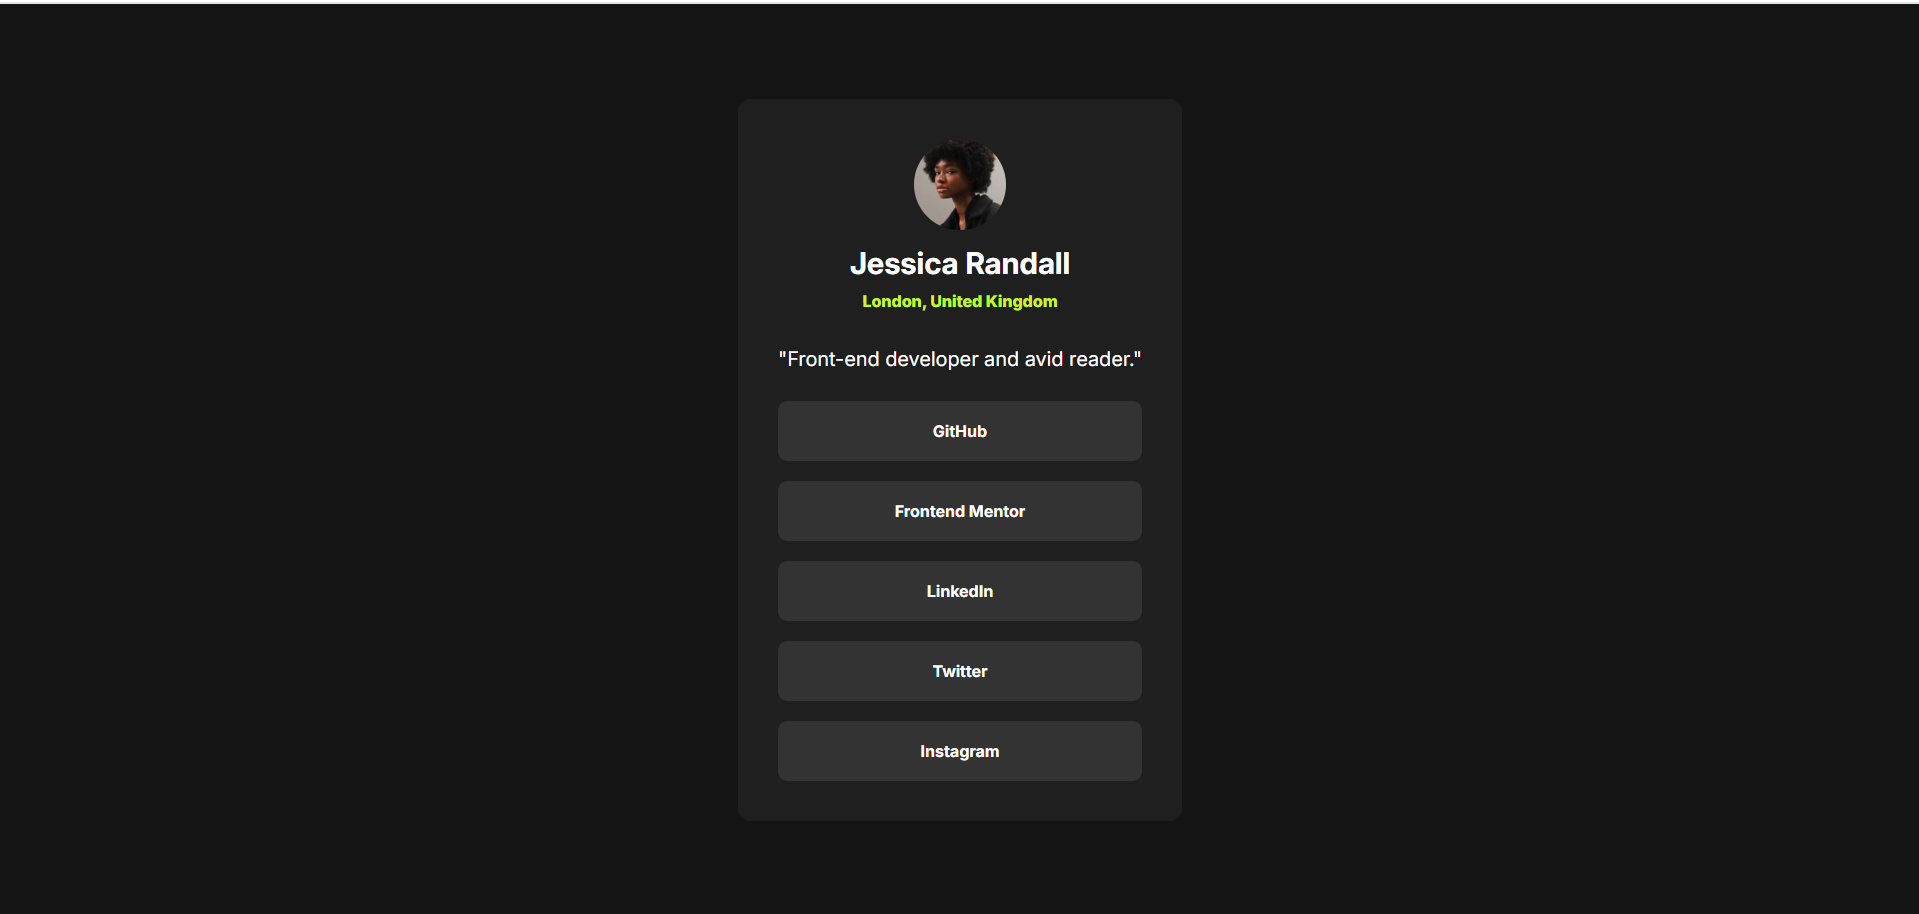 Jessica Randall
London, United Kingdom
"Front-end developer and avid reader."
GitHub
Frontend Mentor
LinkedIn
Twitter
Instagram